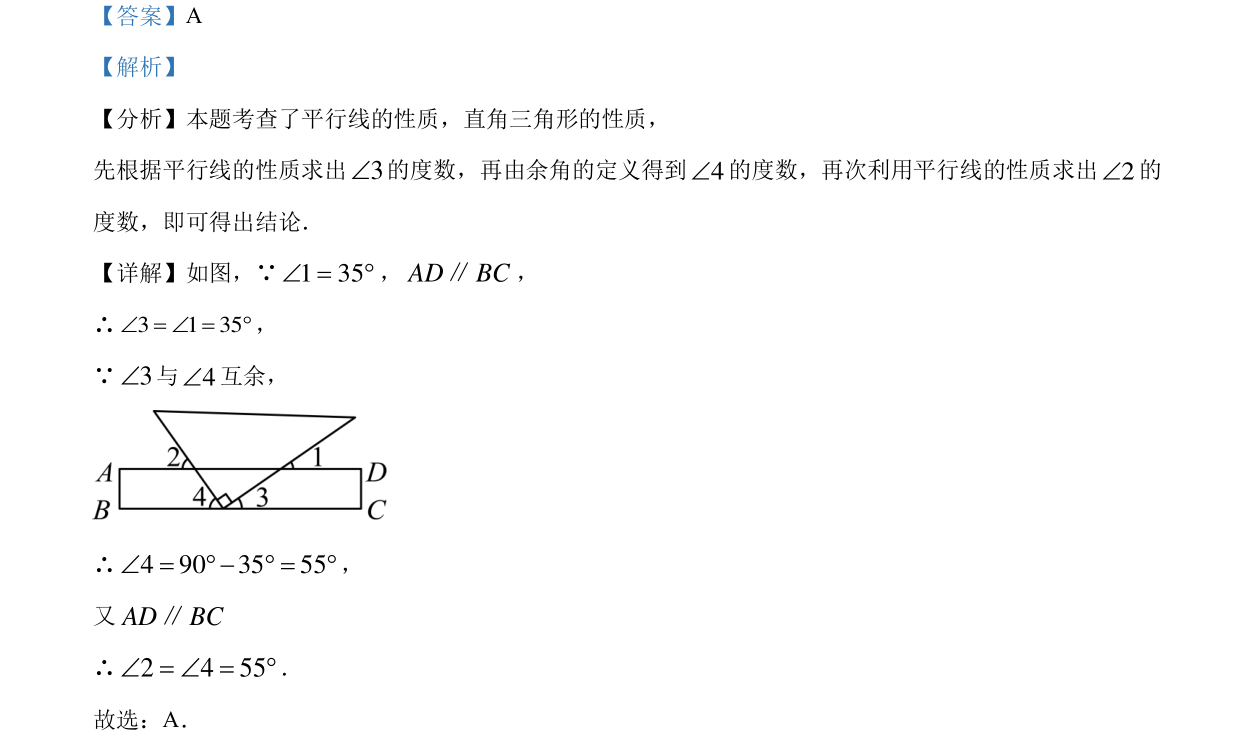 【答案】A
【解析】
【分析】本题考查了平行线的性质，直角三角形的性质，
先根据平行线的性质求出∠3的度数，再由余角的定义得到∠4的度数，再次利用平行线的性质求出∠2的
度数，即可得出结论．
【详解】如图，∵∠1=35°，AD∥BC，
∴∠3=∠1=35°，
∵∠3与∠4互余，
2 1
A D
4 3
B C
∴∠4=90°−35°=55°，
又AD∥BC
∴∠2=∠4=55°．
故选：A．